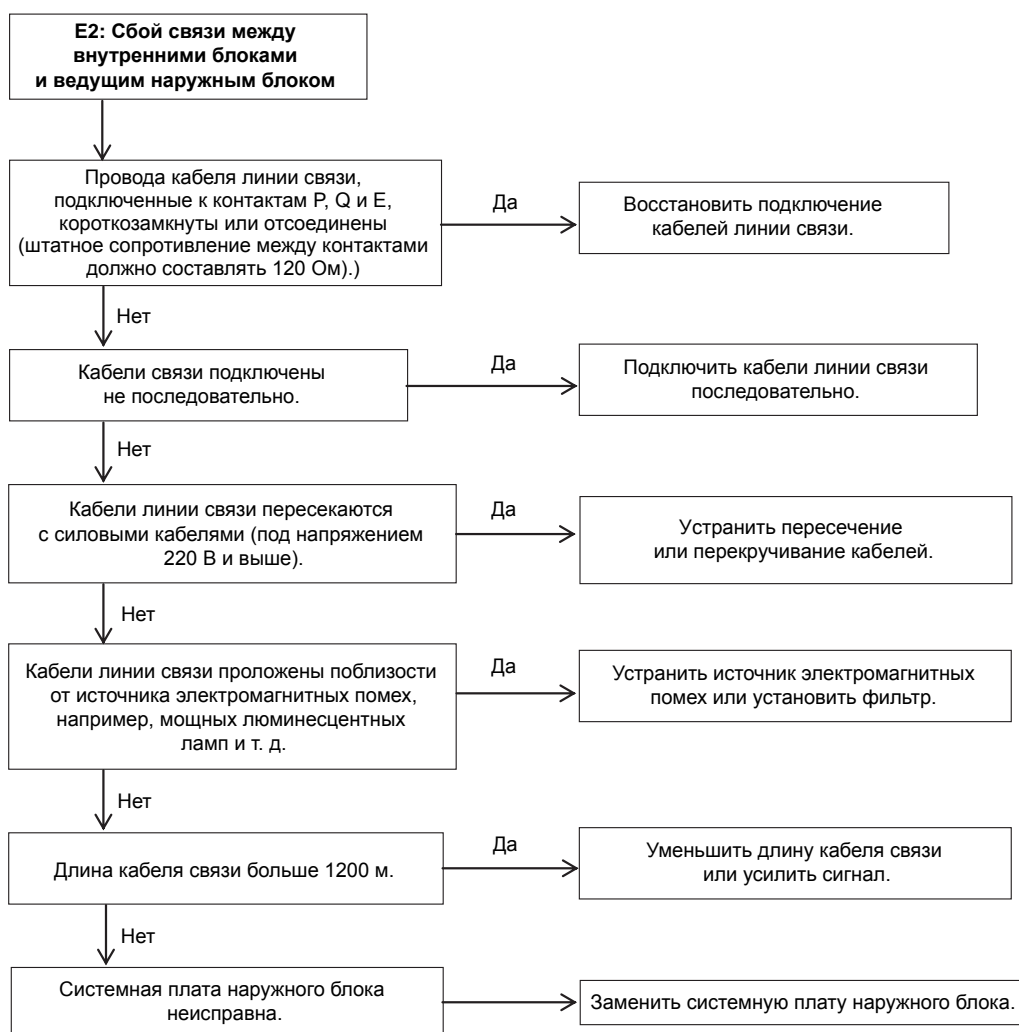 E2: Сбой связи между
внутренними блоками
и ведущим наружным блоком
Провода кабеля линии связи,
подключенные к контактам P, Q и E,
короткозамкнуты или отсоединены
(штатное сопротивление между контактами
должно составлять 120 Ом).)
Да
Восстановить подключение
кабелей линии связи.
Нет
Кабели связи подключены
не последовательно.
Да
Подключить кабели линии связи
последовательно.
Нет
Кабели линии связи пересекаются
с силовыми кабелями (под напряжением
220 В и выше).
Да
Устранить пересечение
или перекручивание кабелей.
Нет
Кабели линии связи проложены поблизости
от источника электромагнитных помех,
например, мощных люминесцентных
ламп и т. д.
Да
Устранить источник электромагнитных
помех или установить фильтр.
Нет
Длина кабеля связи больше 1200 м.
Да
Уменьшить длину кабеля связи
или усилить сигнал.
Нет
Системная плата наружного блока
неисправна.
Заменить системную плату наружного блока.